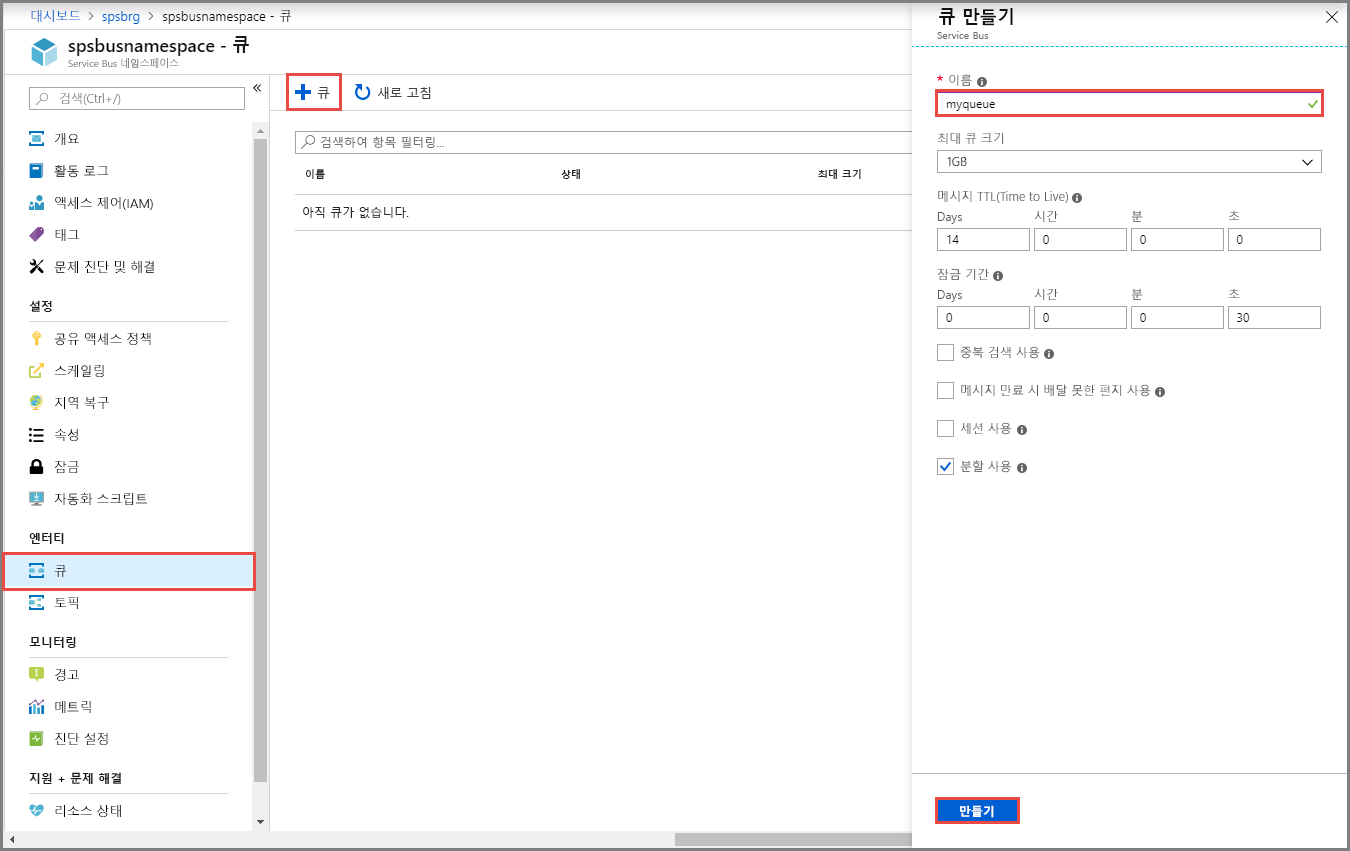 대시보드 > spsbrg > spsbusnamespace - 큐
spsbusnamespace - 큐
Service Bus 네임스페이스
검색(Ctrl+/)
«
개요
활동 로그
액세스 제어(IAM)
태그
문제 진단 및 해결
설정
공유 액세스 정책
스케일링
지역 복구
속성
잠금
자동화 스크립트
엔터티
큐
토픽
모니터링
경고
메트릭
진단 설정
지원 + 문제 해결
리소스 상태
큐 새로 고침
검색하여 항목 필터링...
이름 상태 최대 크기
아직 큐가 없습니다.
큐 만들기
Service Bus
* 이름
myqueue
최대 큐 크기
1GB
메시지 TTL(Time to Live)
Days 시간 분 초
14 0 0 0
잠금 기간
Days 시간 분 초
0 0 0 30
중복 검색 사용
메시지 만료 시 배달 못한 편지 사용
세션 사용
분할 사용
만들기